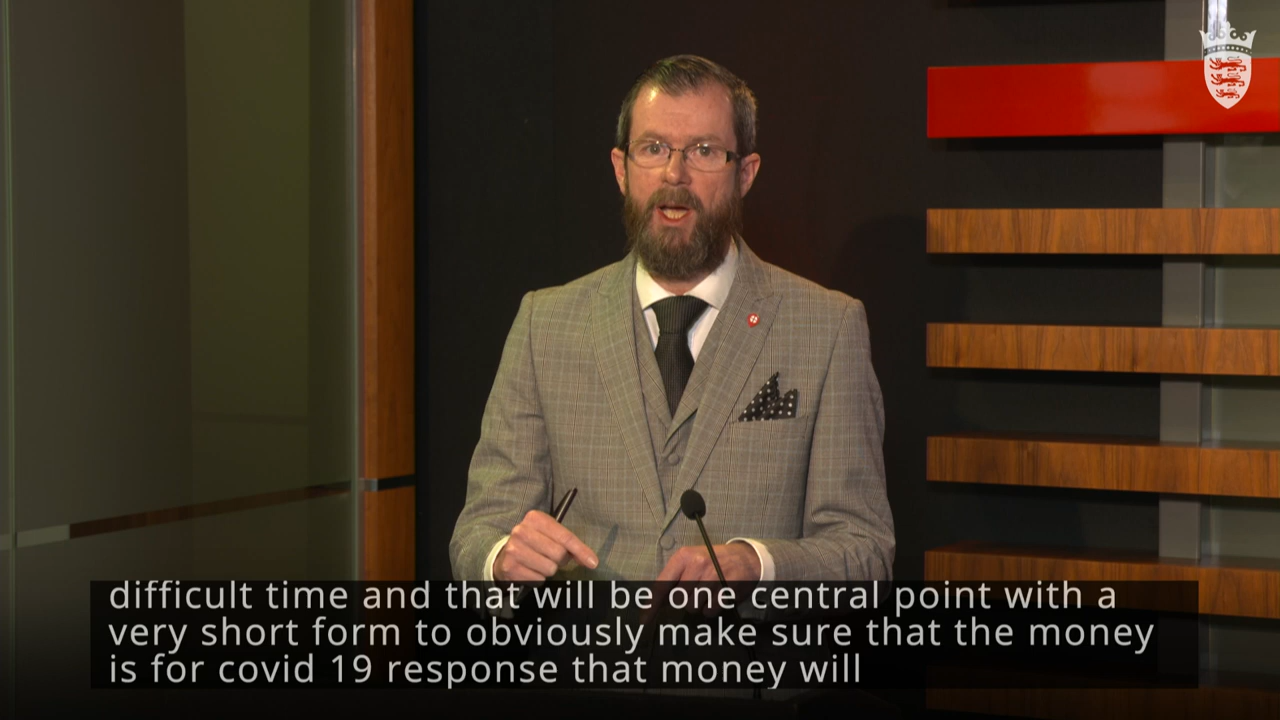 difficult time and that will be one central point with a
very short form to obviously make sure that the money
is for covid 19 response that money will